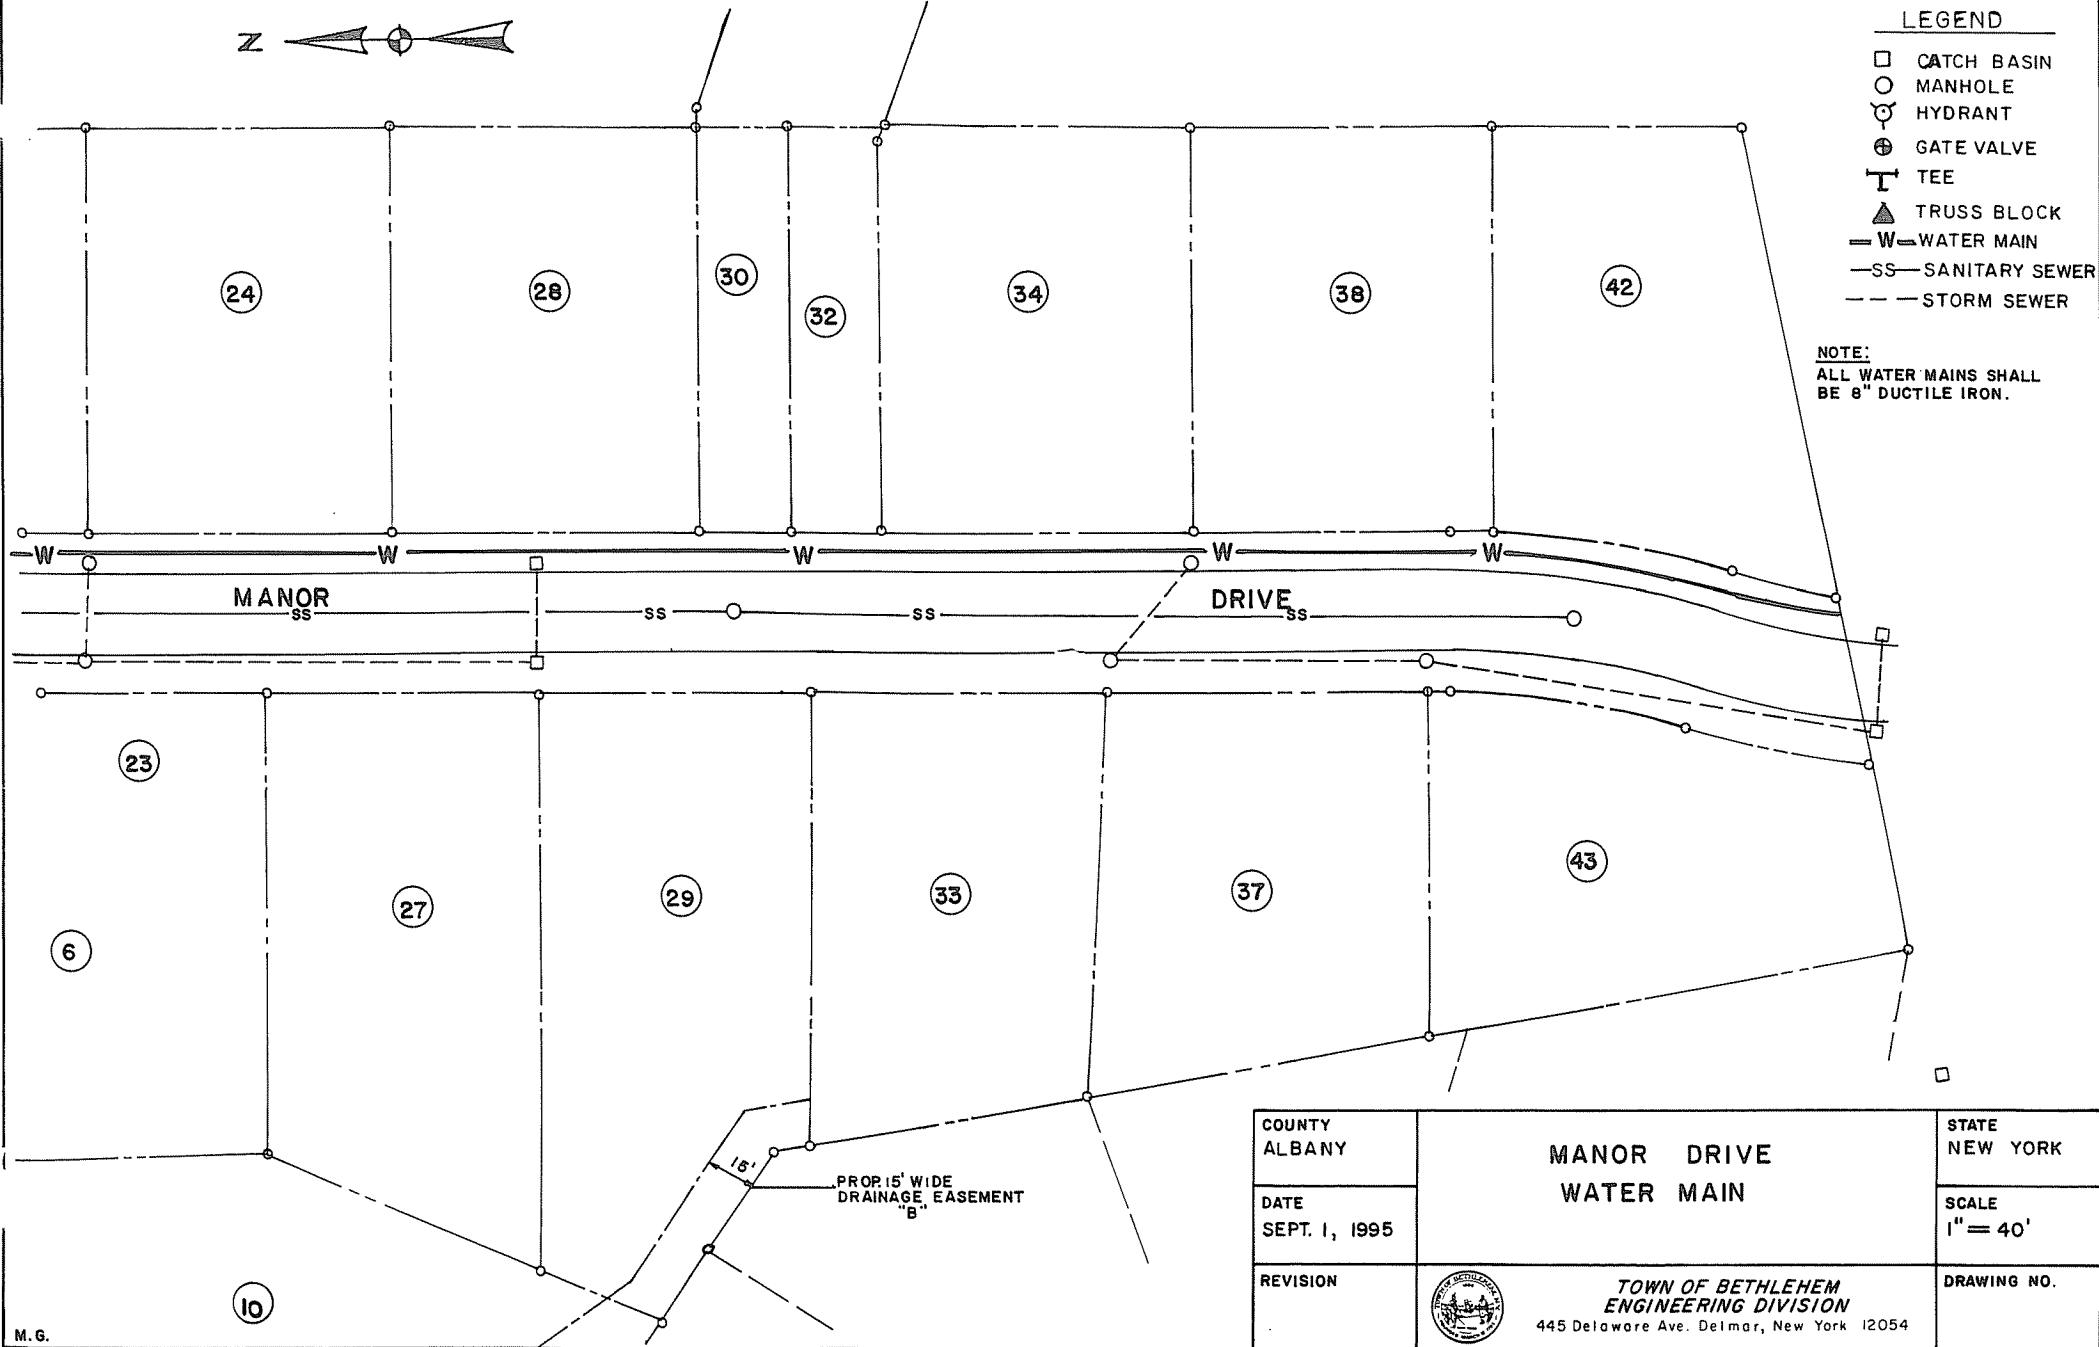 N
LEGEND
CATCH BASIN
MANHOLE
HYDRANT
GATE VALVE
TEE
TRUSS BLOCK
W WATER MAIN
SS SANITARY SEWER
STORM SEWER
NOTE:
ALL WATER MAINS SHALL
BE 8" DUCTILE IRON.
24
28
30
32
34
38
42
W W W W W
MANOR DRIVE
SS SS SS SS
23
6
27
29
33
37
43
10
15'
PROP. 15' WIDE
DRAINAGE EASEMENT
"B"
M.G.
COUNTY
ALBANY
DATE
SEPT. 1, 1995
REVISION
MANOR DRIVE
WATER MAIN
TOWN OF BETHLEHEM
ENGINEERING DIVISION
445 Delaware Ave. Delmar, New York 12054
STATE
NEW YORK
SCALE
1" = 40'
DRAWING NO.